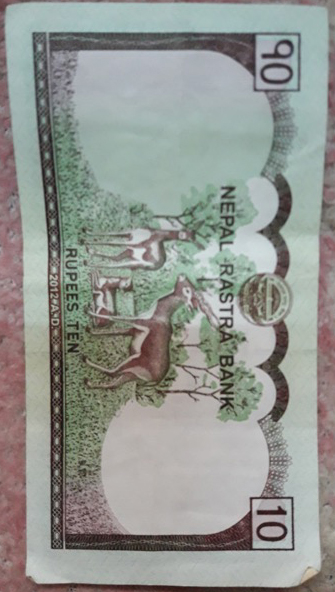 १०
NEPAL RASTRA BANK
RUPEES TEN
2012•A•D•
10